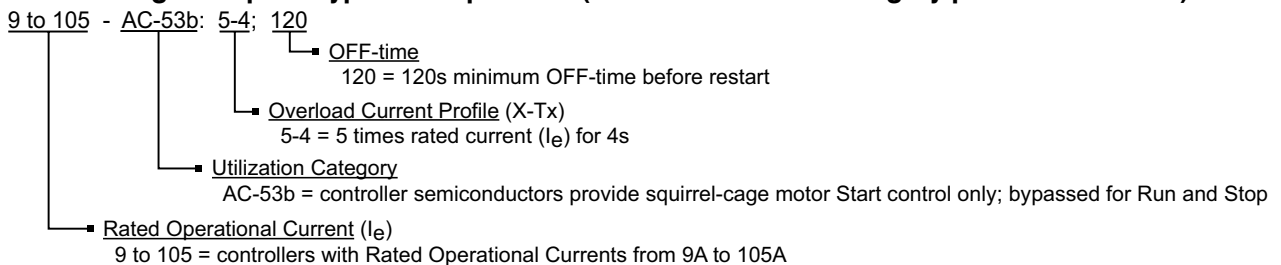 9 to 105 - AC-53b: 5-4; 120
OFF-time
120 = 120s minimum OFF-time before restart
Overload Current Profile (X-Tx)
5-4 = 5 times rated current (Ie) for 4s
Utilization Category
AC-53b = controller semiconductors provide squirrel-cage motor Start control only; bypassed for Run and Stop
Rated Operational Current (Ie)
9 to 105 = controllers with Rated Operational Currents from 9A to 105A